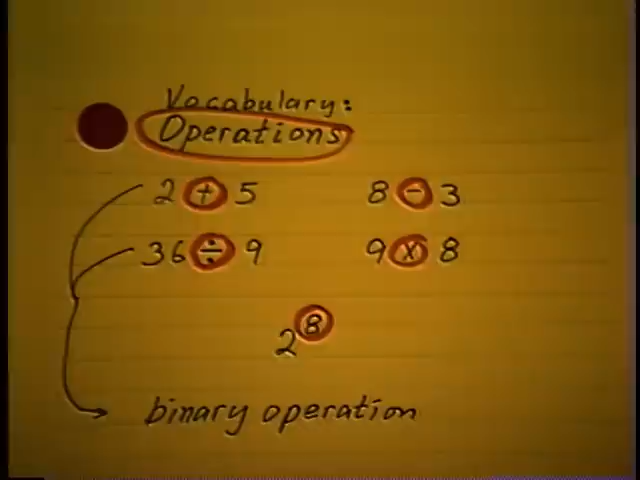 Vocabulary:
Operations
2 + 5 8 - 3
36 ÷ 9 9 x 8
2⁸
binary operation